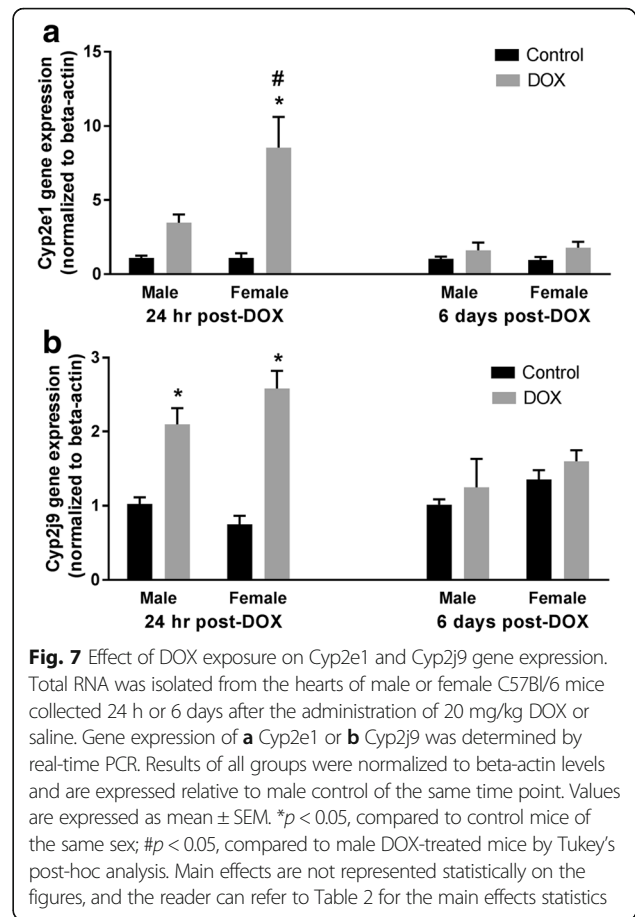 a
15
10
5
0
Cyp2e1 gene expression
(normalized to beta-actin)
Control
DOX
#
*
Male
Female
24 hr post-DOX
Male
Female
6 days post-DOX
b
3
2
1
0
Cyp2j9 gene expression
(normalized to beta-actin)
Control
DOX
*
*
Male
Female
24 hr post-DOX
Male
Female
6 days post-DOX
Fig. 7 Effect of DOX exposure on Cyp2e1 and Cyp2j9 gene expression.
Total RNA was isolated from the hearts of male or female C57Bl/6 mice
collected 24 h or 6 days after the administration of 20 mg/kg DOX or
saline. Gene expression of a Cyp2e1 or b Cyp2j9 was determined by
real-time PCR. Results of all groups were normalized to beta-actin levels
and are expressed relative to male control of the same time point. Values
are expressed as mean ± SEM. *p < 0.05, compared to control mice of
the same sex; #p < 0.05, compared to male DOX-treated mice by Tukey’s
post-hoc analysis. Main effects are not represented statistically on the
figures, and the reader can refer to Table 2 for the main effects statistics